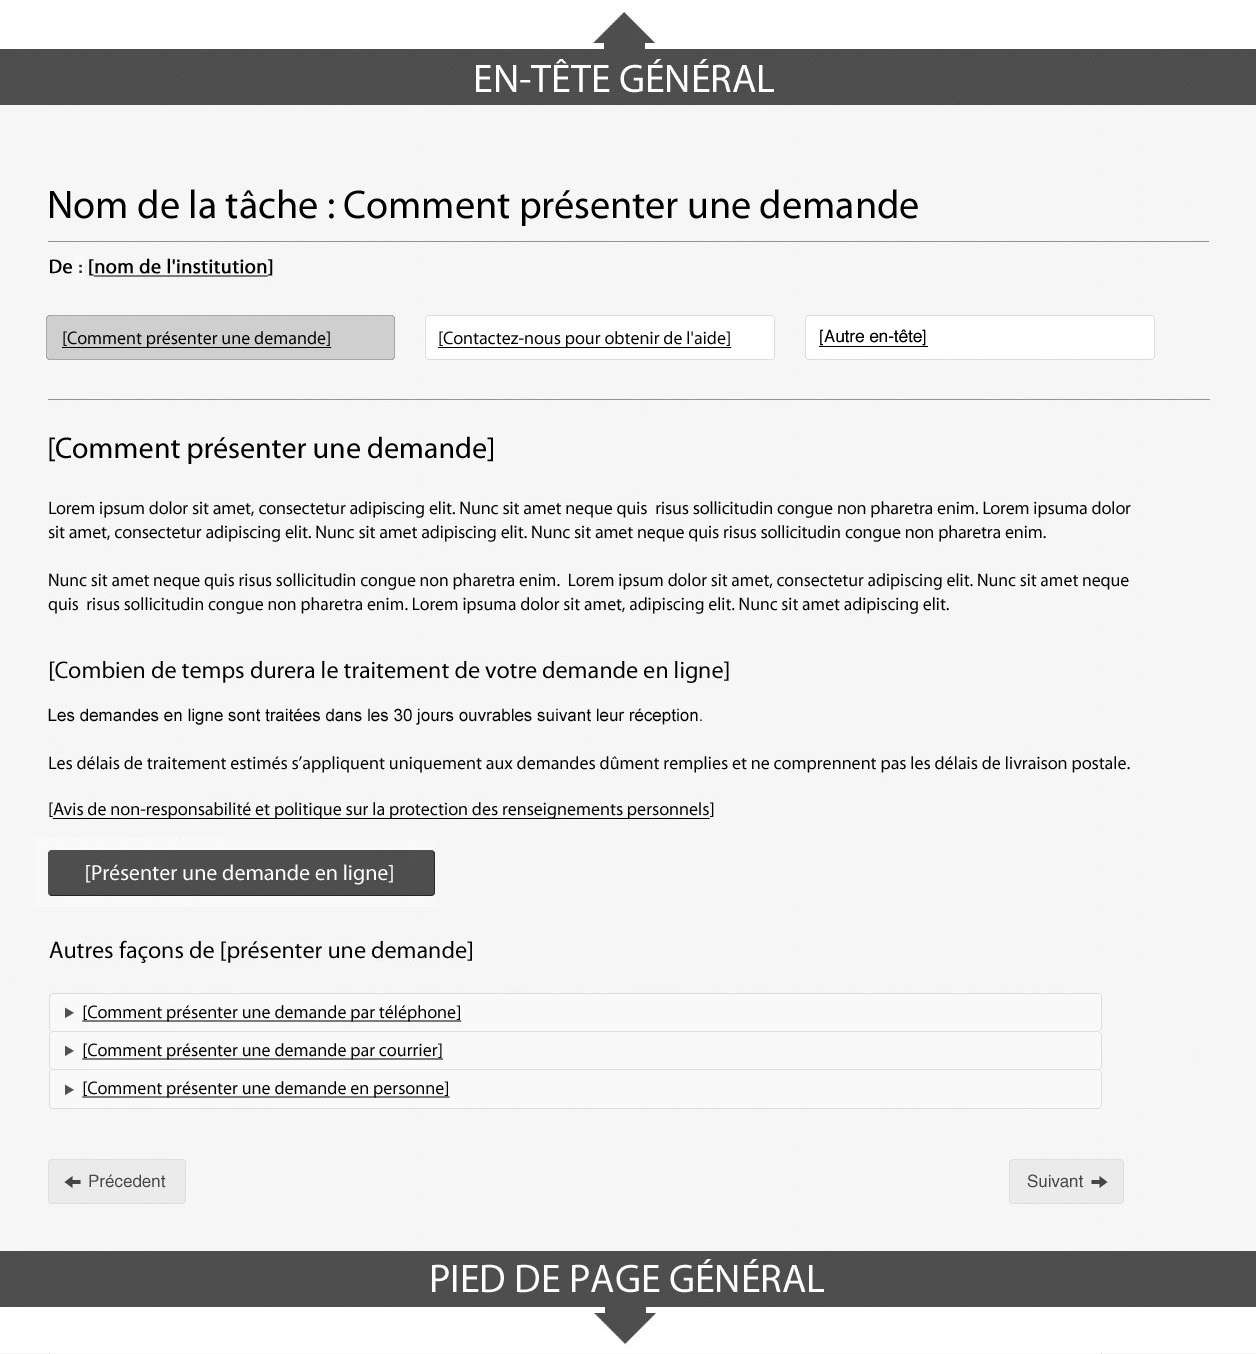 EN-TÊTE GÉNÉRAL
Nom de la tâche : Comment présenter une demande
De : [nom de l'institution]
[Comment présenter une demande]
[Contactez-nous pour obtenir de l'aide]
[Autre en-tête]
[Comment présenter une demande]
Lorem ipsum dolor sit amet, consectetur adipiscing elit. Nunc sit amet neque quis  risus sollicitudin congue non pharetra enim. Lorem ipsuma dolor
sit amet, consectetur adipiscing elit. Nunc sit amet adipiscing elit. Nunc sit amet neque quis risus sollicitudin congue non pharetra enim.
Nunc sit amet neque quis risus sollicitudin congue non pharetra enim.  Lorem ipsum dolor sit amet, consectetur adipiscing elit. Nunc sit amet neque
quis  risus sollicitudin congue non pharetra enim. Lorem ipsuma dolor sit amet, adipiscing elit. Nunc sit amet adipiscing elit.
[Combien de temps durera le traitement de votre demande en ligne]
Les demandes en ligne sont traitées dans les 30 jours ouvrables suivant leur réception.
Les délais de traitement estimés s’appliquent uniquement aux demandes dûment remplies et ne comprennent pas les délais de livraison postale.
[Avis de non-responsabilité et politique sur la protection des renseignements personnels]
[Présenter une demande en ligne]
Autres façons de [présenter une demande]
[Comment présenter une demande par téléphone]
[Comment présenter une demande par courrier]
[Comment présenter une demande en personne]
Précedent
Suivant
PIED DE PAGE GÉNÉRAL